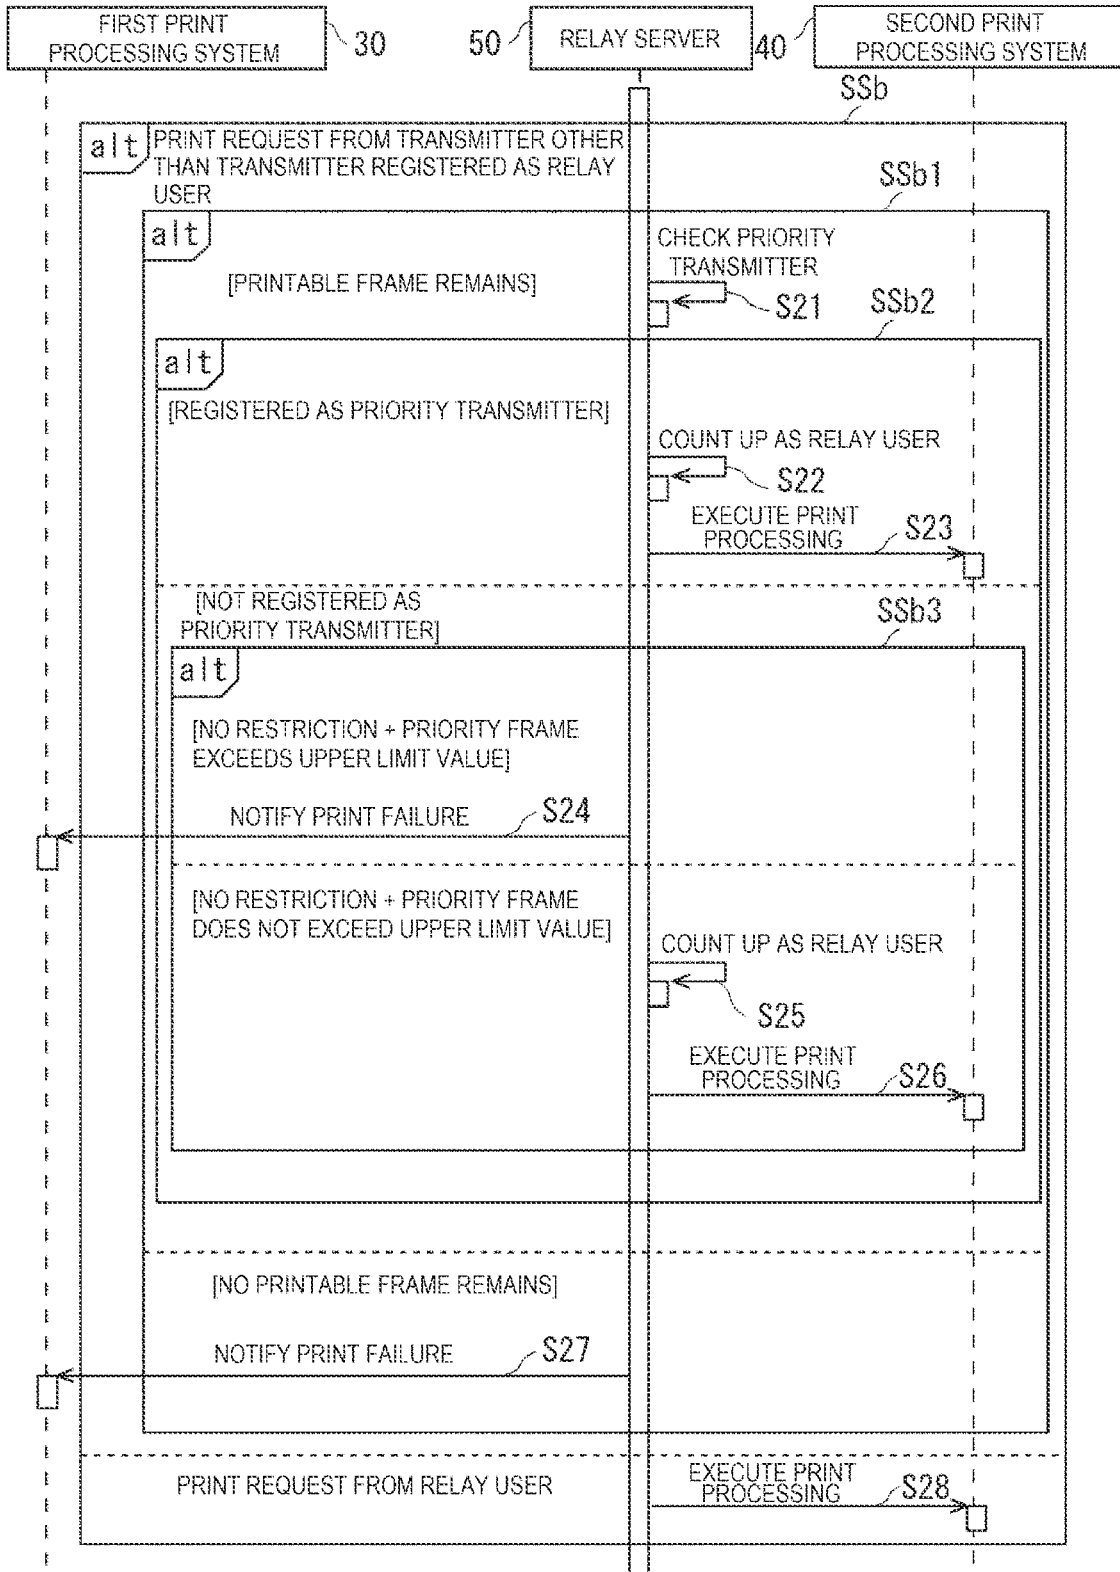 FIRST PRINT
PROCESSING SYSTEM
30
50
RELAY SERVER
40
SECOND PRINT
PROCESSING SYSTEM
SSb
alt
PRINT REQUEST FROM TRANSMITTER OTHER
THAN TRANSMITTER REGISTERED AS RELAY
USER
SSb1
alt
[PRINTABLE FRAME REMAINS]
CHECK PRIORITY
TRANSMITTER
S21
SSb2
alt
[REGISTERED AS PRIORITY TRANSMITTER]
COUNT UP AS RELAY USER
S22
EXECUTE PRINT
PROCESSING
S23
[NOT REGISTERED AS
PRIORITY TRANSMITTER]
SSb3
alt
[NO RESTRICTION + PRIORITY FRAME
EXCEEDS UPPER LIMIT VALUE]
NOTIFY PRINT FAILURE
S24
[NO RESTRICTION + PRIORITY FRAME
DOES NOT EXCEED UPPER LIMIT VALUE]
COUNT UP AS RELAY USER
S25
EXECUTE PRINT
PROCESSING
S26
[NO PRINTABLE FRAME REMAINS]
NOTIFY PRINT FAILURE
S27
PRINT REQUEST FROM RELAY USER
EXECUTE PRINT
PROCESSING
S28